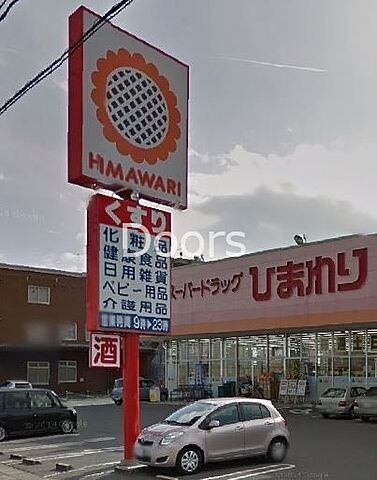 HIMAWARI
くすり
化粧品
健康食品
日用雑貨
ベビー用品
介護用品
営業時間 9時▶23時
酒
スーパードラッグ ひまわり
Doors